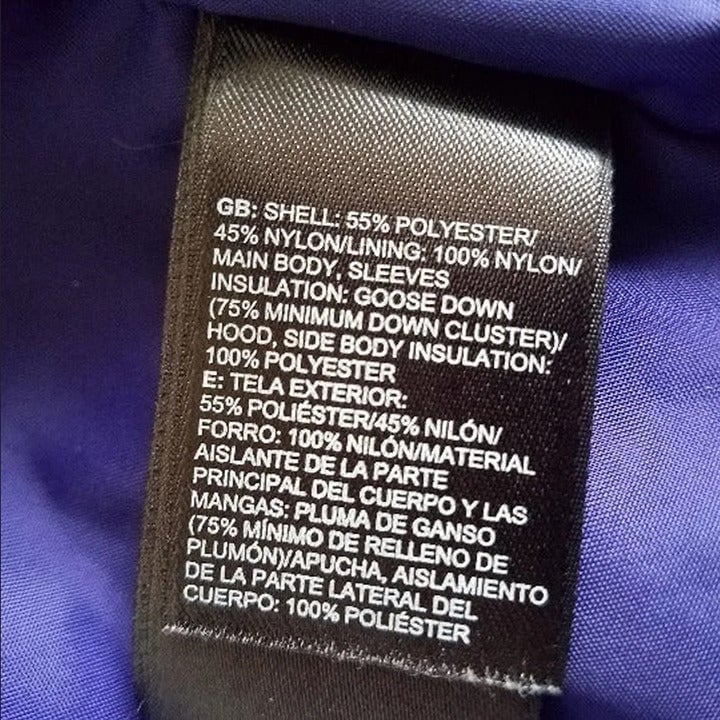 GB: SHELL: 55% POLYESTER/
45% NYLON/LINING: 100% NYLON/
MAIN BODY, SLEEVES
INSULATION: GOOSE DOWN
(75% MINIMUM DOWN CLUSTER)/
HOOD, SIDE BODY INSULATION:
100% POLYESTER
E: TELA EXTERIOR:
55% POLIÉSTER/45% NILÓN/
FORRO: 100% NILÓN/MATERIAL
AISLANTE DE LA PARTE
PRINCIPAL DEL CUERPO Y LAS
MANGAS: PLUMA DE GANSO
(75% MÍNIMO DE RELLENO DE
PLUMÓN)/APUCHA, AISLAMIENTO
DE LA PARTE LATERAL DEL
CUERPO: 100% POLIÉSTER